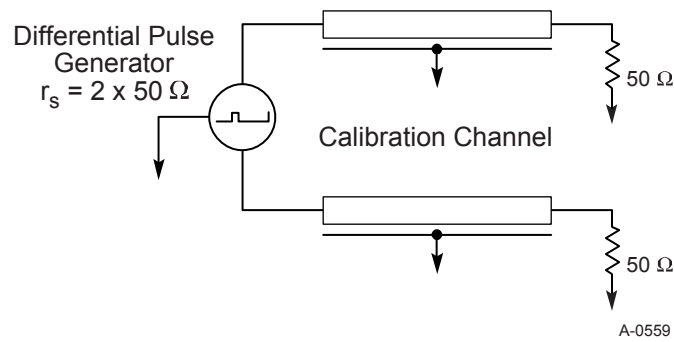 Differential Pulse
Generator
rs = 2 x 50 Ω
50 Ω
Calibration Channel
50 Ω
A-0559